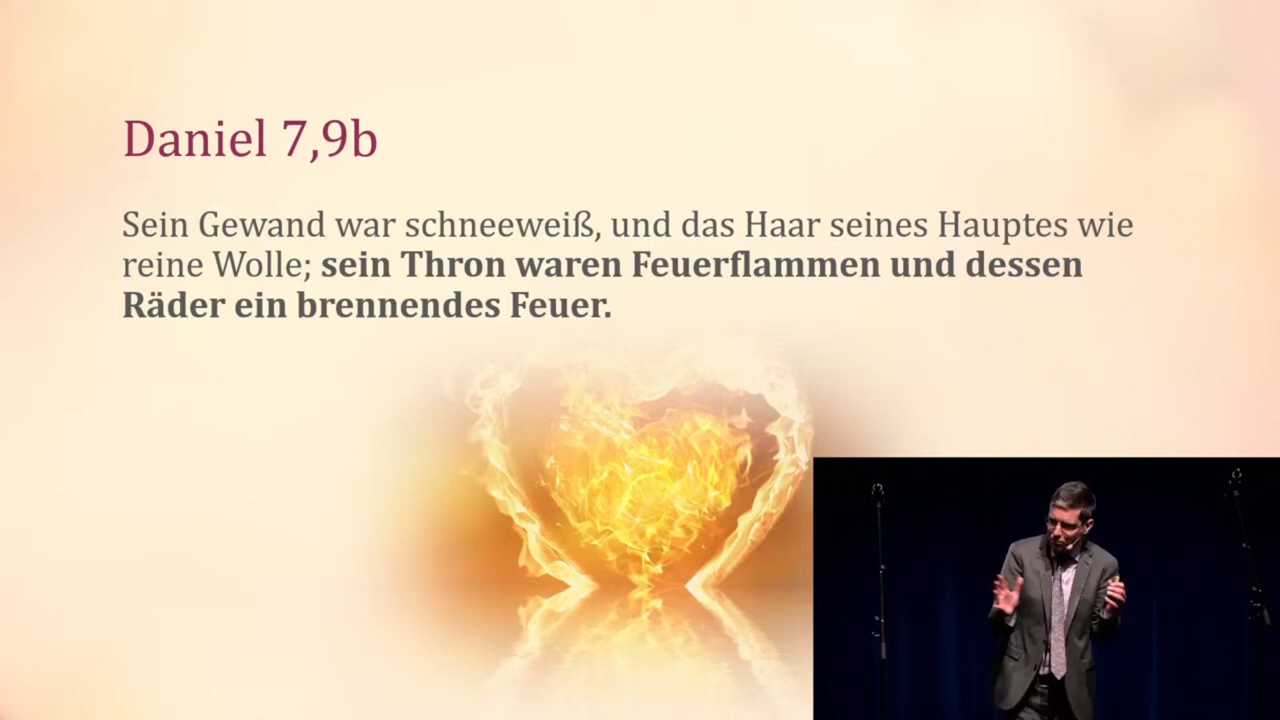 Daniel 7,9b
Sein Gewand war schneeweiß, und das Haar seines Hauptes wie
reine Wolle; sein Thron waren Feuerflammen und dessen
Räder ein brennendes Feuer.